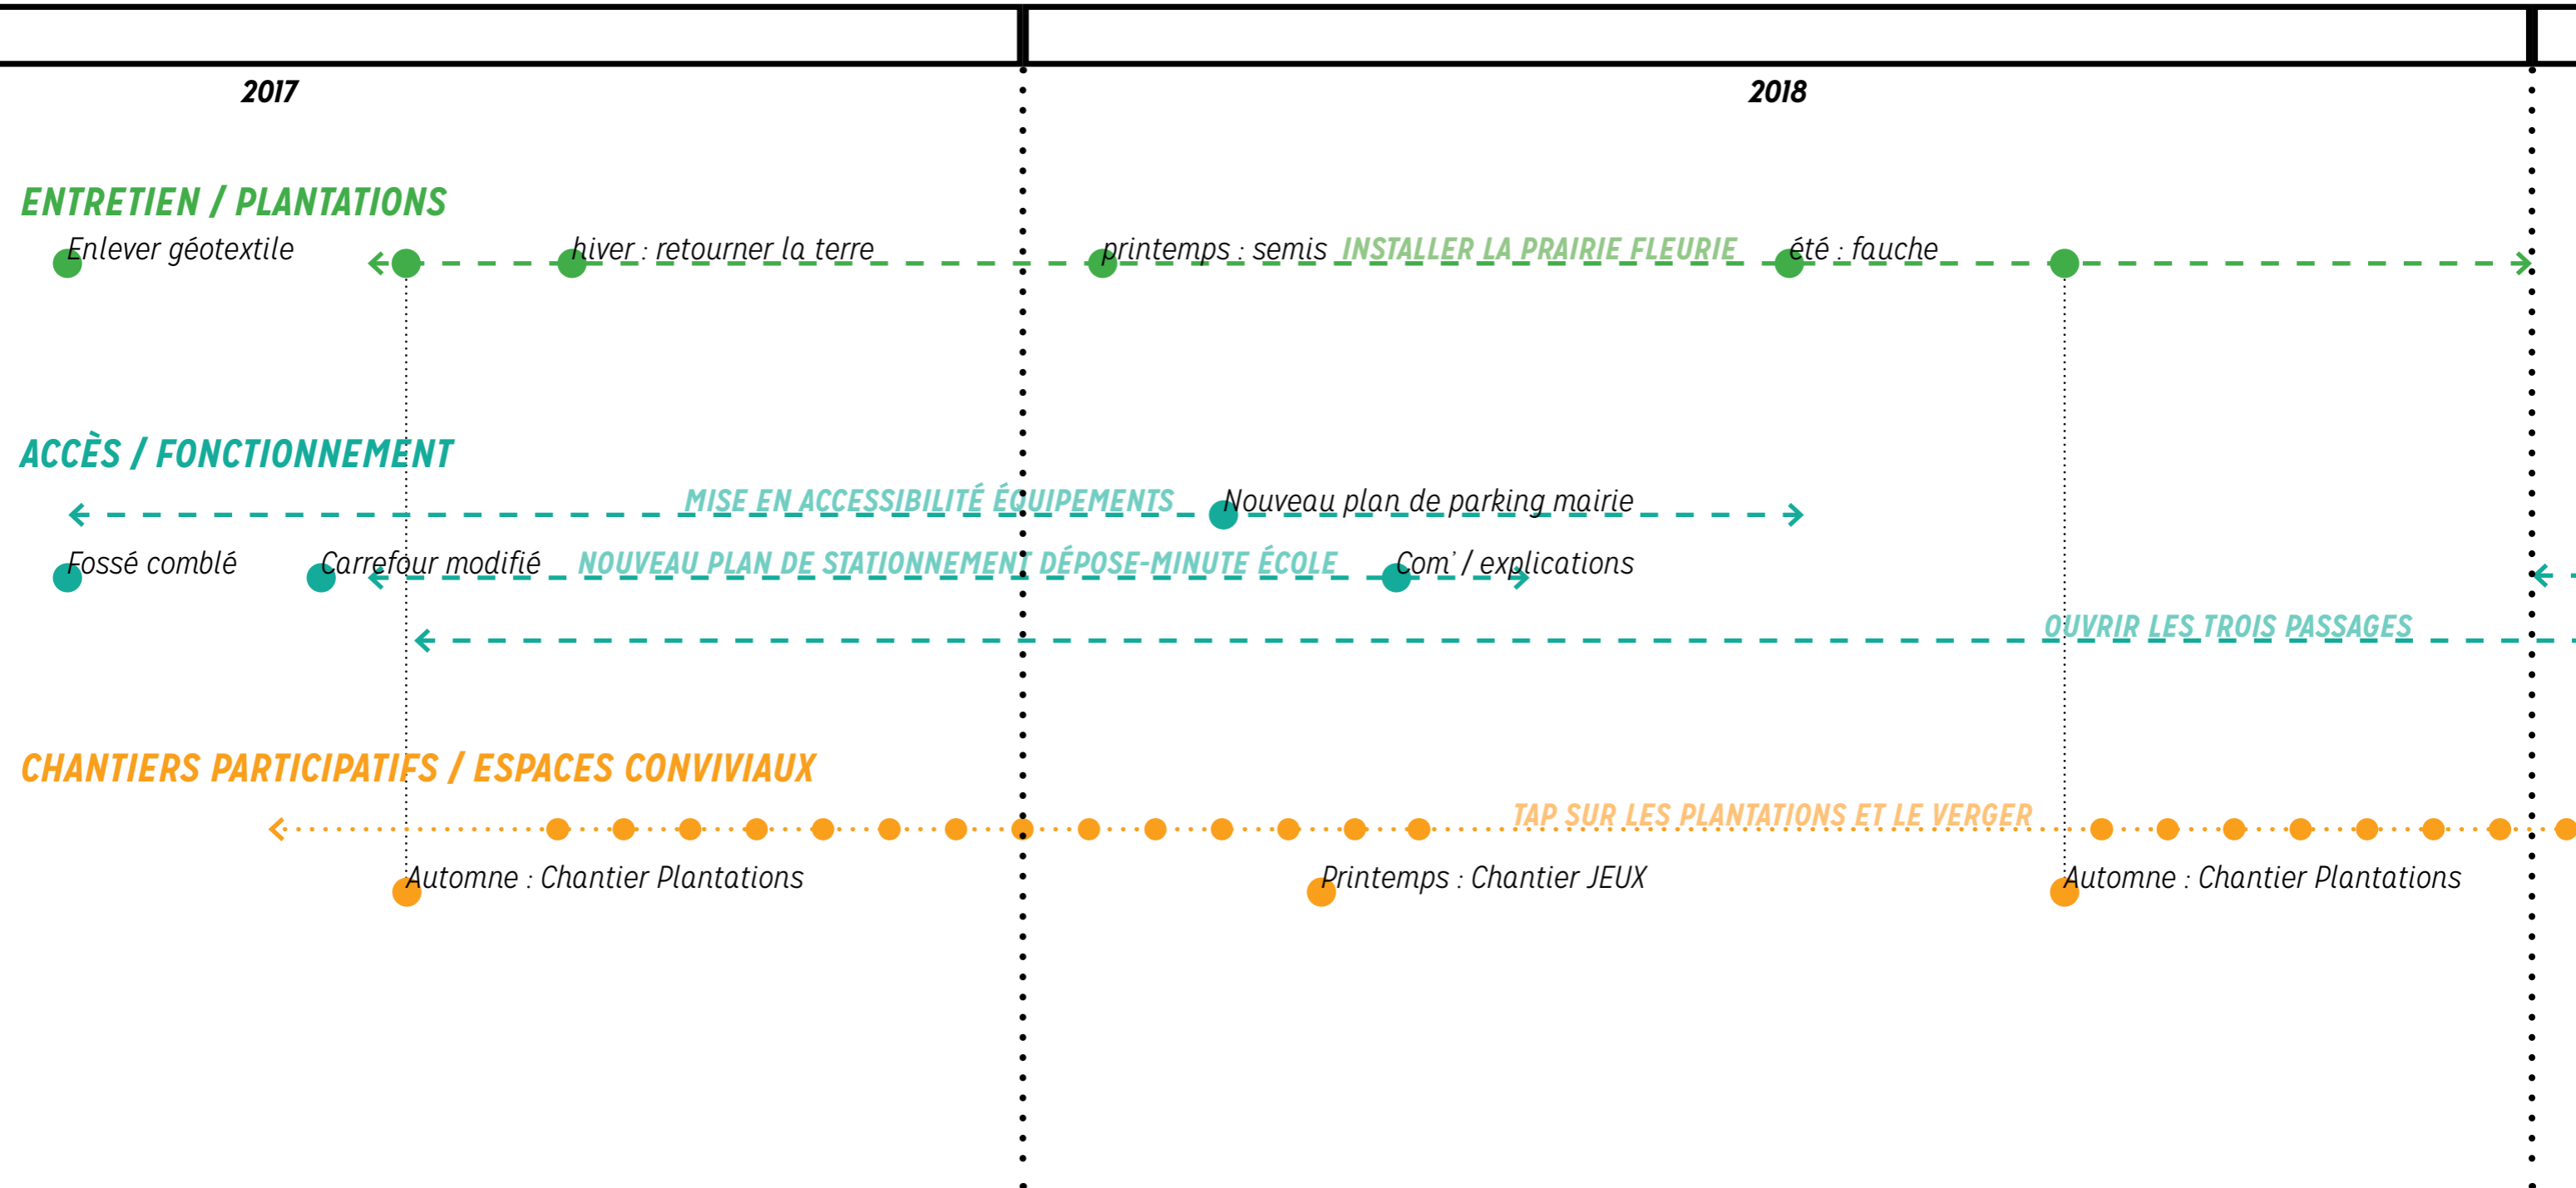 2017
2018
ENTRETIEN / PLANTATIONS
Enlever géotextile
hiver : retourner la terre
printemps : semis
INSTALLER LA PRAIRIE FLEURIE
été : fauche
ACCÈS / FONCTIONNEMENT
MISE EN ACCESSIBILITÉ ÉQUIPEMENTS
Nouveau plan de parking mairie
Fossé comblé
Carrefour modifié
NOUVEAU PLAN DE STATIONNEMENT DÉPOSE-MINUTE ÉCOLE
Com' / explications
OUVRIR LES TROIS PASSAGES
CHANTIERS PARTICIPATIFS / ESPACES CONVIVIAUX
TAP SUR LES PLANTATIONS ET LE VERGER
Automne : Chantier Plantations
Printemps : Chantier JEUX
Automne : Chantier Plantations